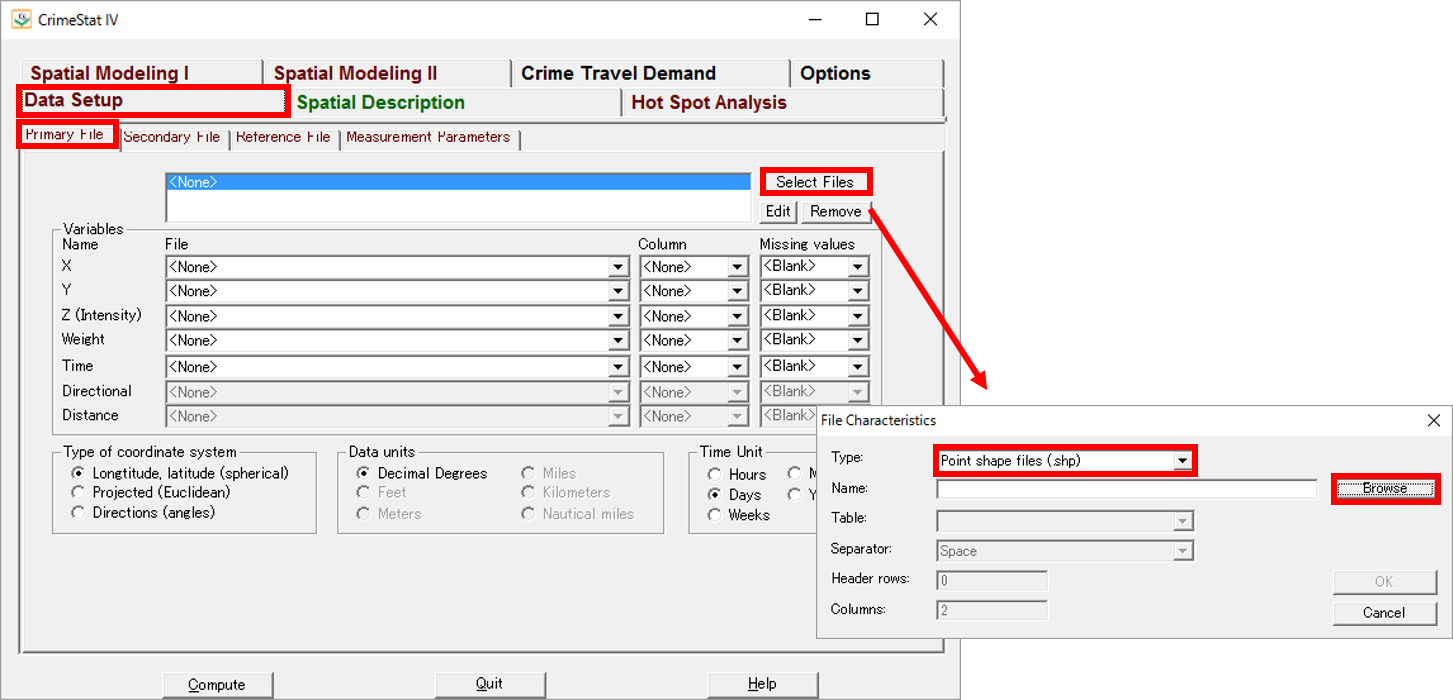 CrimeStat IV
Spatial Modeling I Spatial Modeling II Crime Travel Demand Options
Data Setup Spatial Description Hot Spot Analysis
Primary File Secondary File Reference File Measurement Parameters
<None> Select Files
Edit Remove
Variables
Name File Column Missing values
X <None> <None> <Blank>
Y <None> <None> <Blank>
Z (Intensity) <None> <None> <Blank>
Weight <None> <None> <Blank>
Time <None> <None> <Blank>
Directional <None> <None> <Blank>
Distance <None> <None> <Blank>
Type of coordinate system
Longtitude, latitude (spherical)
Projected (Euclidean)
Directions (angles)
Data units
Decimal Degrees Miles
Feet Kilometers
Meters Nautical miles
Time Unit
Hours M
Days Y
Weeks
Compute Quit Help
File Characteristics
Type: Point shape files (.shp)
Name: Browse
Table:
Separator: Space
Header rows: 0 OK
Columns: 2 Cancel